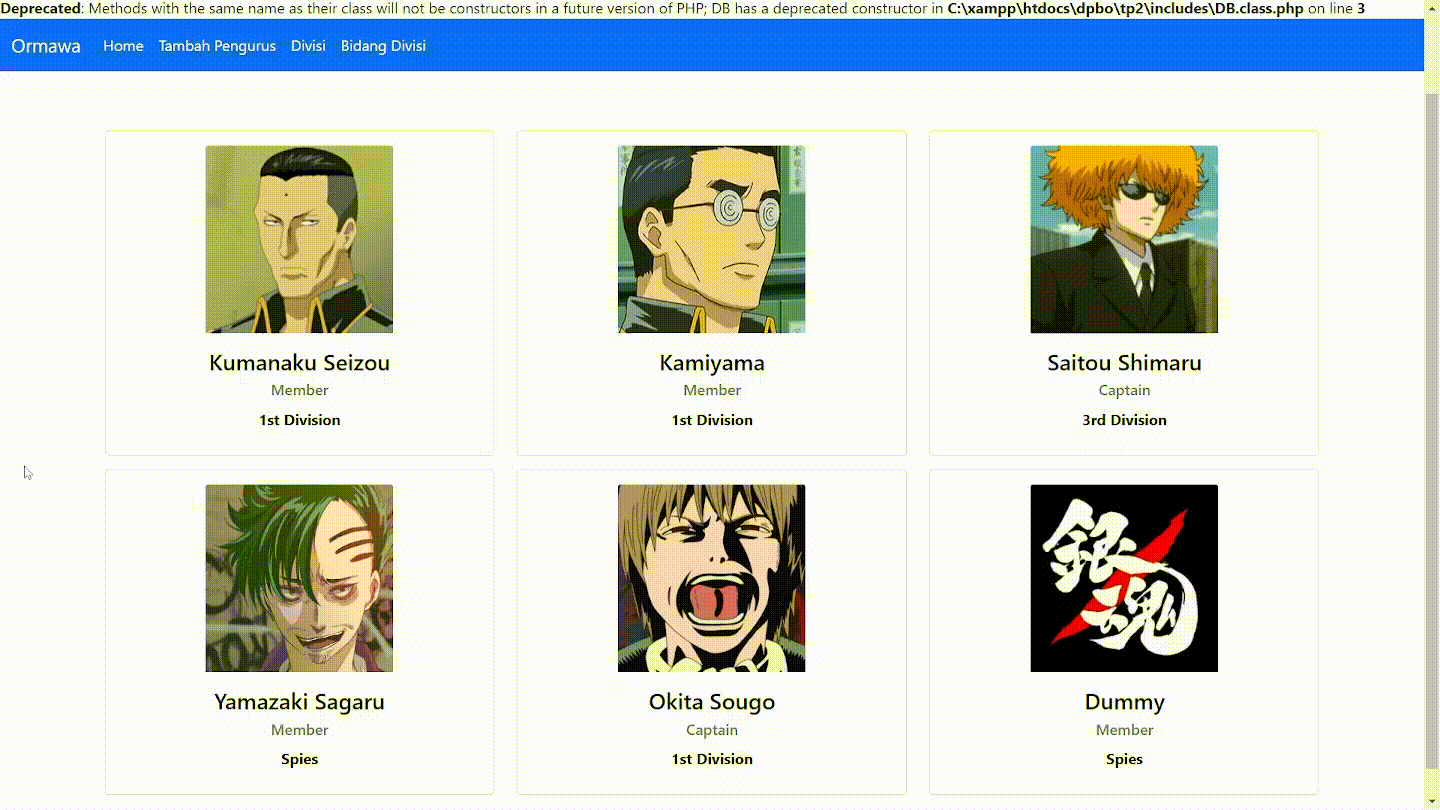 Deprecated: Methods with the same name as their class will not be constructors in a future version of PHP; DB has a deprecated constructor in C:\xampp\htdocs\dpbo\tp2\includes\DB.class.php on line 3
Ormawa Home Tambah Pengurus Divisi Bidang Divisi
Kumanaku Seizou
Member
1st Division
Kamiyama
Member
1st Division
Saitou Shimaru
Captain
3rd Division
Yamazaki Sagaru
Member
Spies
Okita Sougo
Captain
1st Division
銀魂
Dummy
Member
Spies